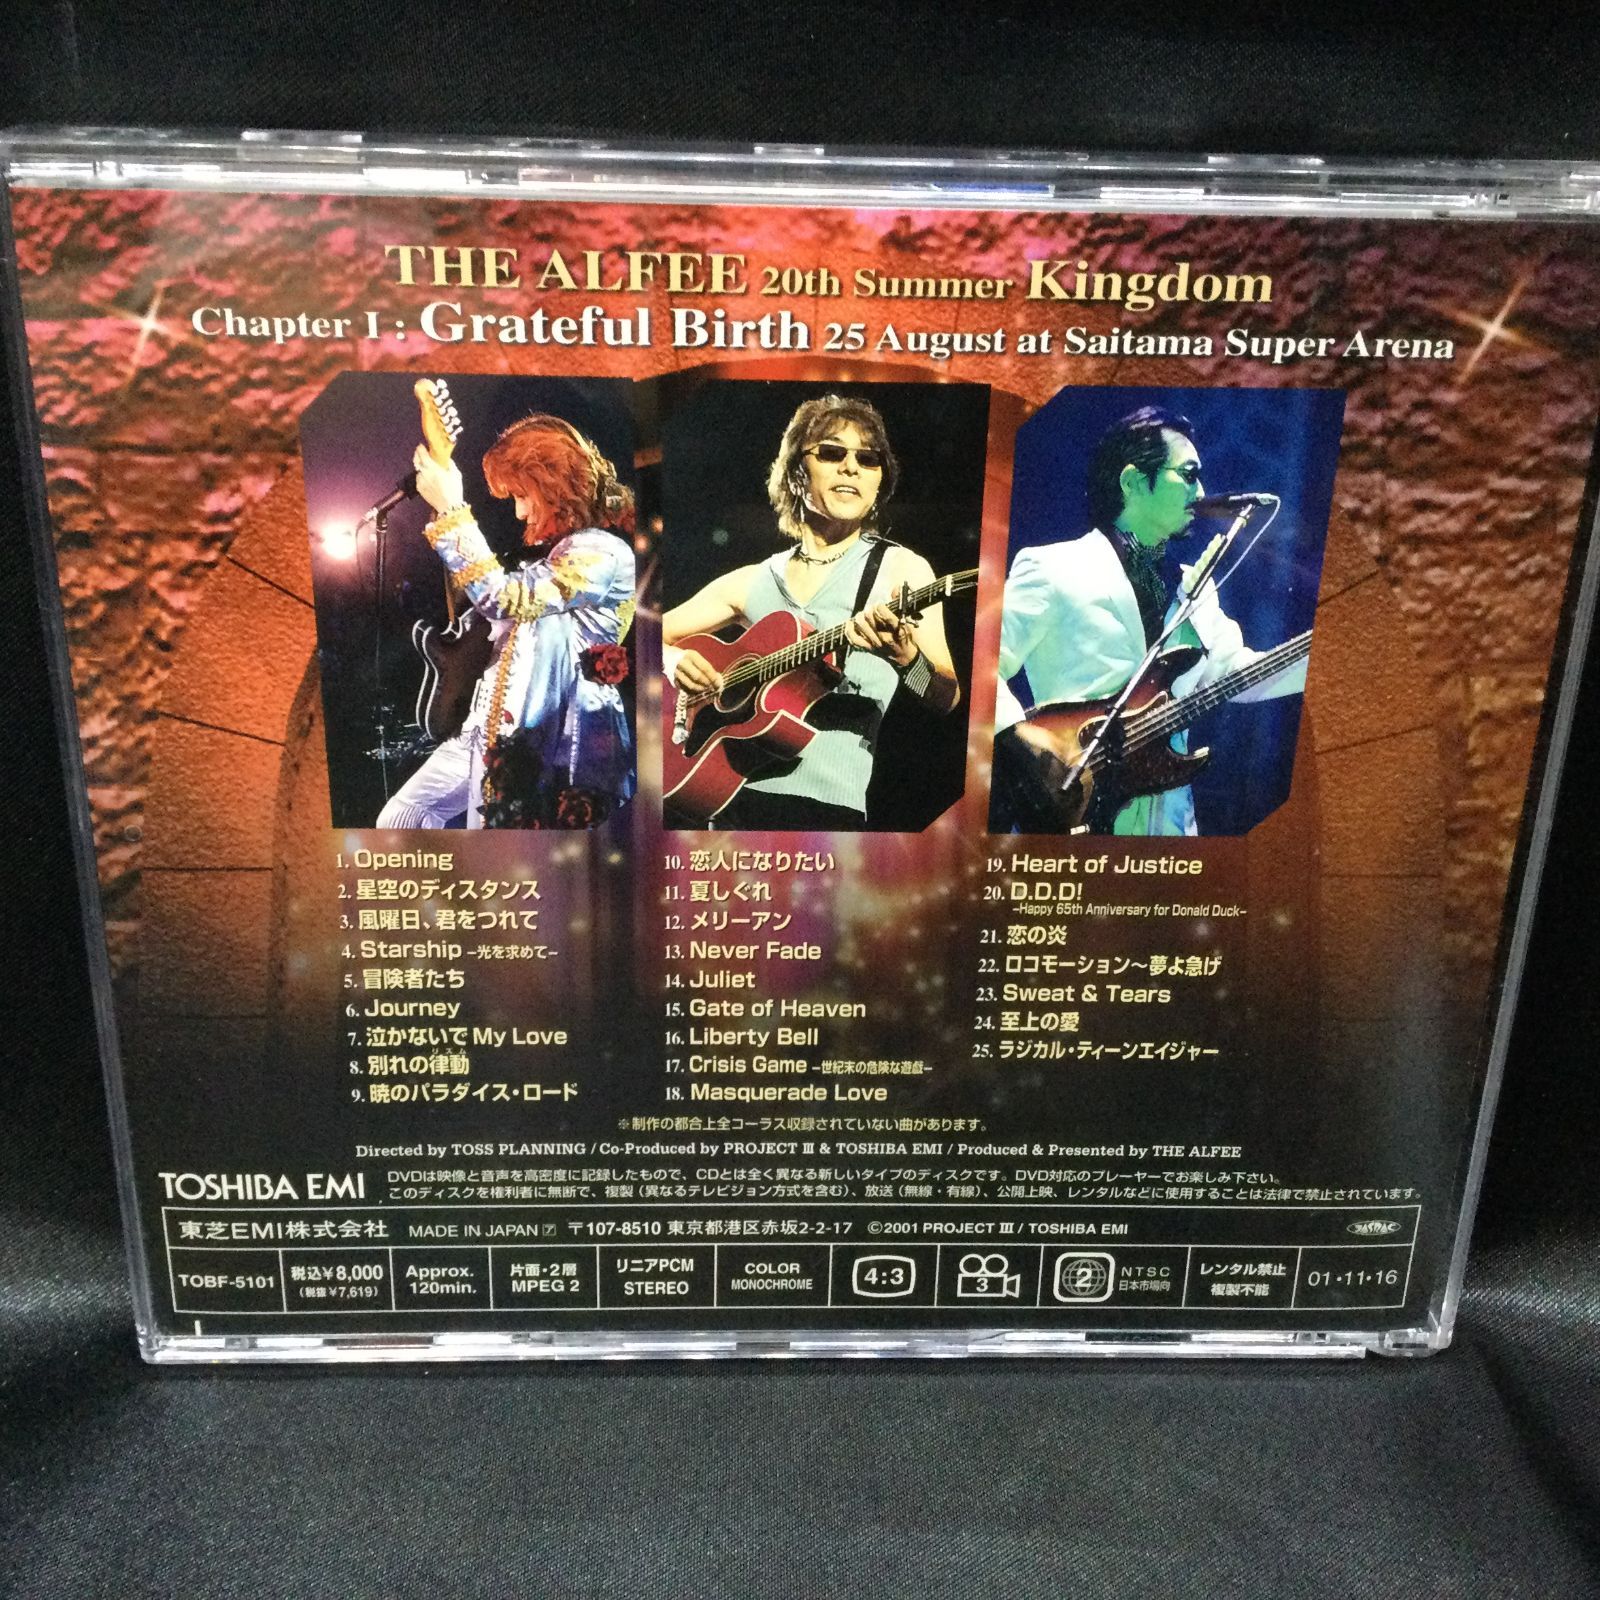 THE ALFEE 20th Summer Kingdom
Chapter I : Grateful Birth 25 August at Saitama Super Arena
1. Opening
2. 星空のディスタンス
3. 風曜日、君をつれて
4. Starship –光を求めて–
5. 冒険者たち
6. Journey
7. 泣かないで My Love
リズム
8. 別れの律動
9. 暁のパラダイス・ロード
10. 恋人になりたい
11. 夏しぐれ
12. メリーアン
13. Never Fade
14. Juliet
15. Gate of Heaven
16. Liberty Bell
17. Crisis Game –世紀末の危険な遊戯–
18. Masquerade Love
19. Heart of Justice
20. D.D.D!
–Happy 65th Anniversary for Donald Duck–
21. 恋の炎
22. ロコモーション〜夢よ急げ
23. Sweat & Tears
24. 至上の愛
25. ラジカル・ティーンエイジャー
※制作の都合上全コーラス収録されていない曲があります。
Directed by TOSS PLANNING / Co-Produced by PROJECT III & TOSHIBA EMI / Produced & Presented by THE ALFEE
TOSHIBA EMI
DVDは映像と音声を高密度に記録したもので、CDとは全く異なる新しいタイプのディスクです。DVD対応のプレーヤーでお楽しみ下さい。
このディスクを権利者に無断で、複製（異なるテレビジョン方式を含む）、放送（無線・有線）、公開上映、レンタルなどに使用することは法律で禁止されています。
東芝EMI株式会社 MADE IN JAPAN ア 〒107-8510 東京都港区赤坂2-2-17 ©2001 PROJECT III / TOSHIBA EMI JASRAC
TOBF-5101
税込¥8,000
（税抜¥7,619）
Approx.
120min.
片面・2層
MPEG 2
リニアPCM
STEREO
COLOR
MONOCHROME
4:3
3
2
NTSC
日本市場向
レンタル禁止
複製不能
01・11・16